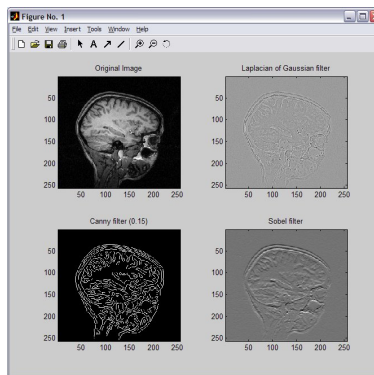 Figure No. 1
File Edit View Insert Tools Window Help
A
Original Image
50
100
150
200
250
50 100 150 200 250
Laplacian of Gaussian filter
50
100
150
200
250
50 100 150 200 250
Canny filter (0.15)
50
100
150
200
250
50 100 150 200 250
Sobel filter
50
100
150
200
250
50 100 150 200 250